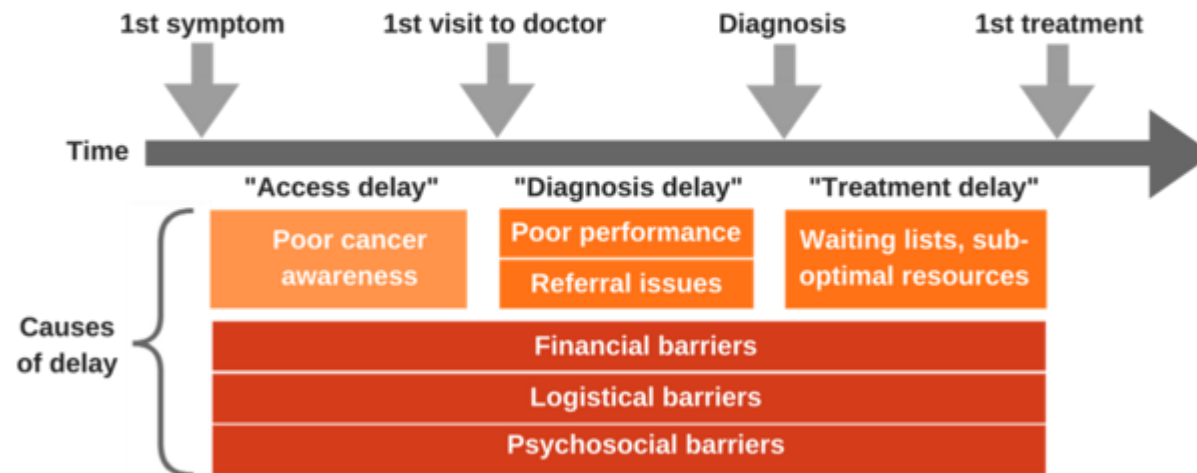 1st symptom 1st visit to doctor Diagnosis 1st treatment
Time
"Access delay" "Diagnosis delay" "Treatment delay"
Poor cancer
awareness
Poor performance
Referral issues
Waiting lists, sub-
optimal resources
Causes
of delay
Financial barriers
Logistical barriers
Psychosocial barriers